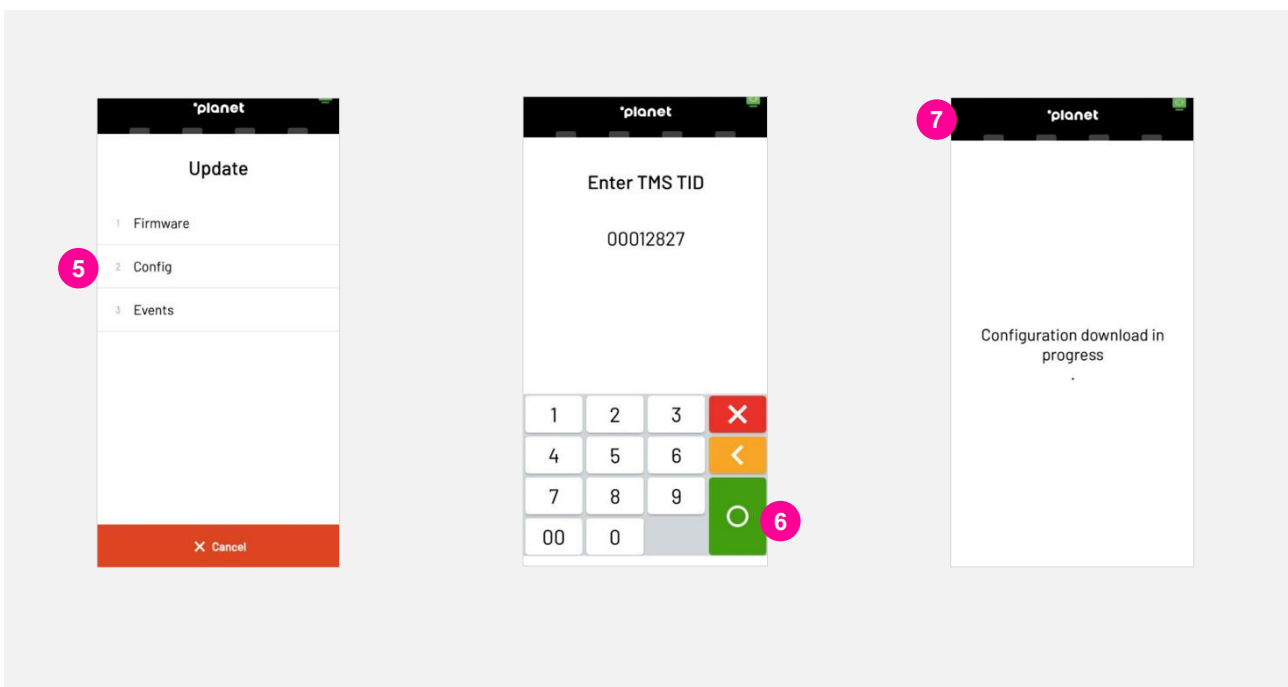 planet
Update
1 Firmware
5
2 Config
3 Events
X Cancel
planet
Enter TMS TID
00012827
1 2 3
4 5 6
7 8 9
00 0
6
7
planet
Configuration download in
progress
.